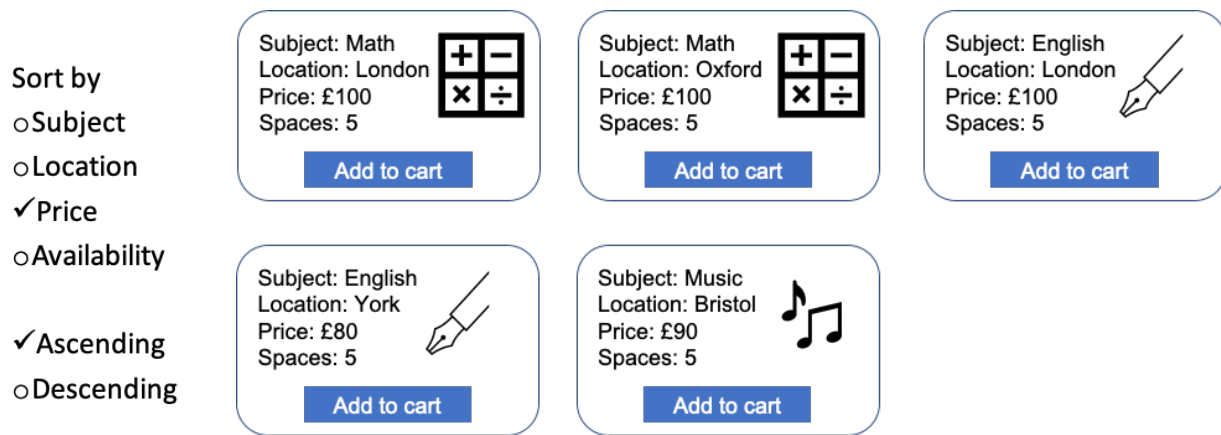 Sort by
Subject
Location
Price
Availability
Ascending
Descending
Subject: Math
Location: London
Price: £100
Spaces: 5
Add to cart
Subject: Math
Location: Oxford
Price: £100
Spaces: 5
Add to cart
Subject: English
Location: London
Price: £100
Spaces: 5
Add to cart
Subject: English
Location: York
Price: £80
Spaces: 5
Add to cart
Subject: Music
Location: Bristol
Price: £90
Spaces: 5
Add to cart